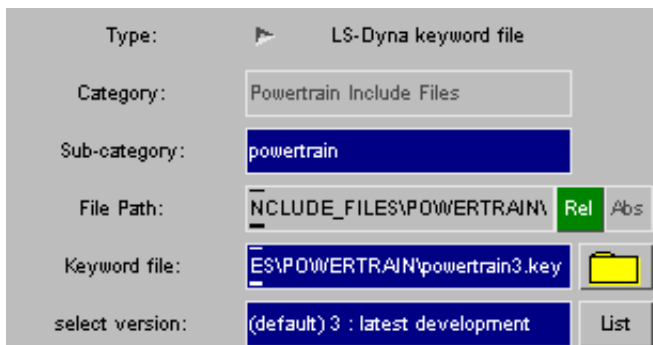 Type: LS-Dyna keyword file
Category: Powertrain Include Files
Sub-category: powertrain
File Path: NCLUDE_FILES\POWERTRAIN\ Rel Abs
Keyword file: ES\POWERTRAIN\powertrain3.key
select version: (default) 3 : latest development List